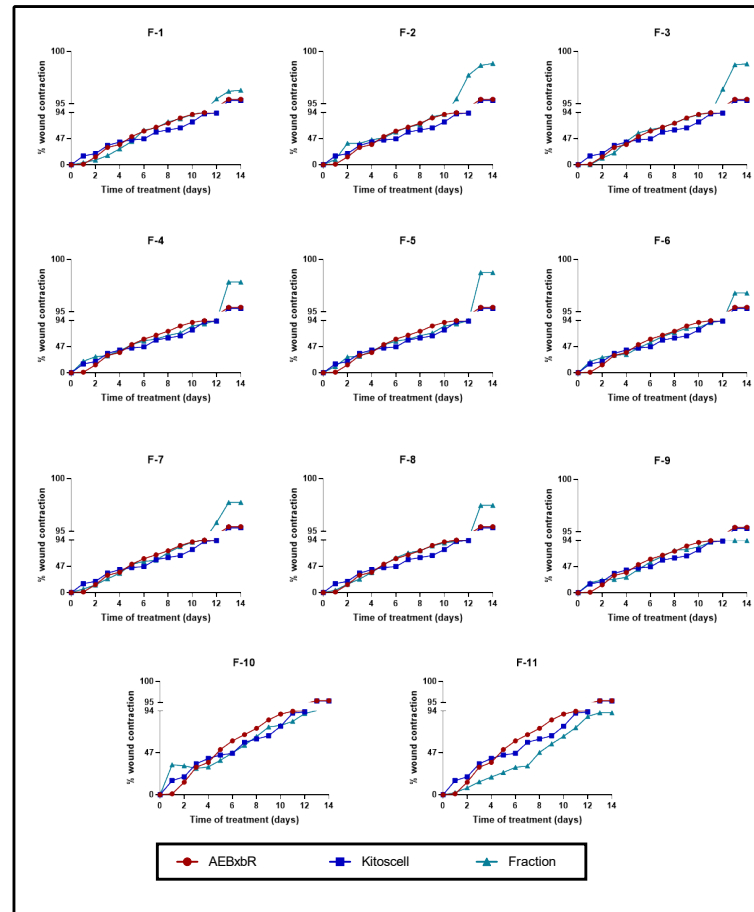 F-1 F-2 F-3
100 100 100
95 95 95
94 94 94
47 47 47
0 0 0
0 2 4 6 8 10 12 14 0 2 4 6 8 10 12 14 0 2 4 6 8 10 12 14
% wound contraction % wound contraction % wound contraction
Time of treatment (days) Time of treatment (days) Time of treatment (days)
F-4 F-5 F-6
100 100 100
95 95 95
94 94 94
47 47 47
0 0 0
0 2 4 6 8 10 12 14 0 2 4 6 8 10 12 14 0 2 4 6 8 10 12 14
% wound contraction % wound contraction % wound contraction
Time of treatment (days) Time of treatment (days) Time of treatment (days)
F-7 F-8 F-9
100 100 100
95 95 95
94 94 94
47 47 47
0 0 0
0 2 4 6 8 10 12 14 0 2 4 6 8 10 12 14 0 2 4 6 8 10 12 14
% wound contraction % wound contraction % wound contraction
Time of treatment (days) Time of treatment (days) Time of treatment (days)
F-10 F-11
100 100
95 95
94 94
47 47
0 0
0 2 4 6 8 10 12 14 0 2 4 6 8 10 12 14
% wound contraction % wound contraction
Time of treatment (days) Time of treatment (days)
AEBxbR Kitoscell Fraction